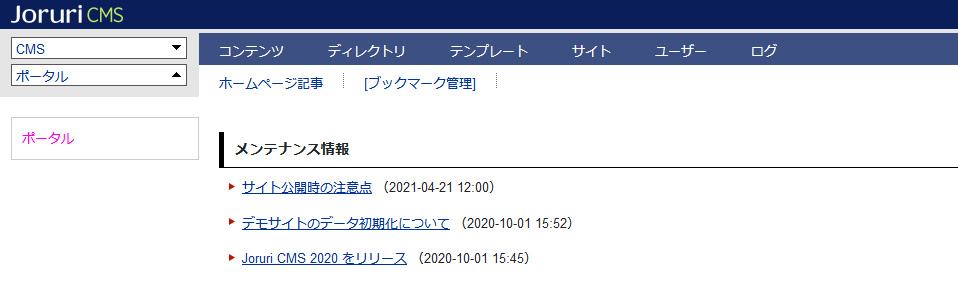 Joruri CMS
CMS
ポータル
コンテンツ ディレクトリ テンプレート サイト ユーザー ログ
ホームページ記事 [ブックマーク管理]
ポータル
メンテナンス情報
サイト公開時の注意点 （2021-04-21 12:00）
デモサイトのデータ初期化について （2020-10-01 15:52）
Joruri CMS 2020 をリリース （2020-10-01 15:45）